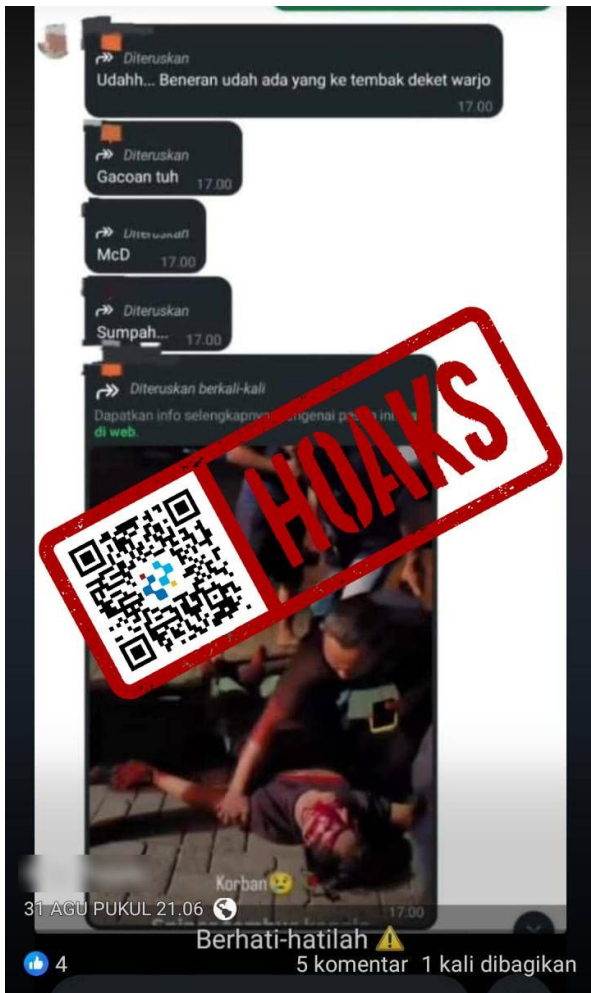 Diteruskan
Udahh... Beneran udah ada yang ke tembak deket warjo
17.00
Diteruskan
Gacoan tuh
17.00
Diteruskan
McD
17.00
Diteruskan
Sumpah...
17.00
Diteruskan berkali-kali
Dapatkan info selengkapnya mengenai
di web.
HOAKS
Korban😢
31 AGU PUKUL 21.06
17.00
Berhati-hatilah ⚠️
4
5 komentar 1 kali dibagikan